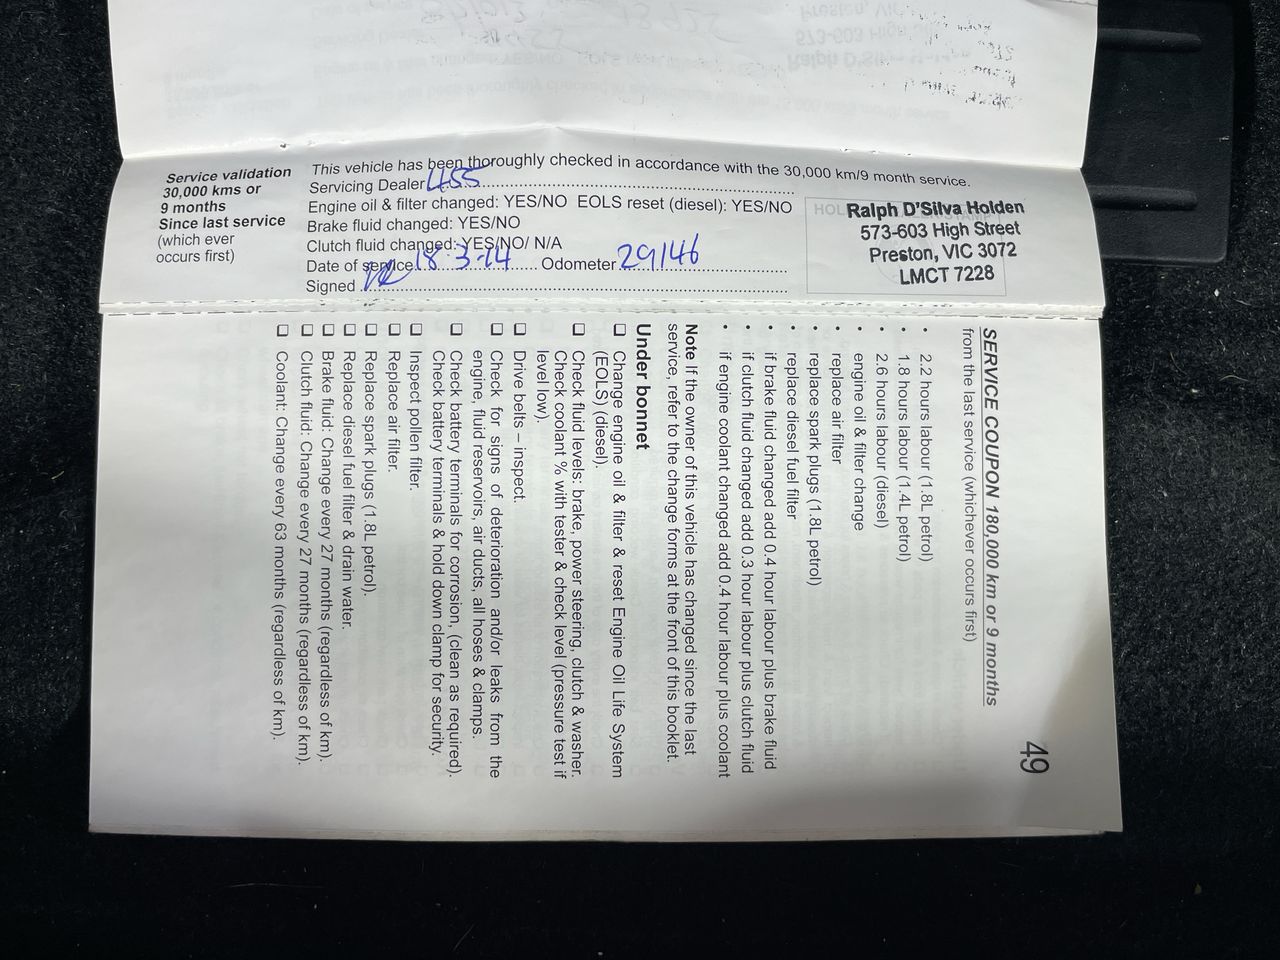 Service validation
30,000 kms or
9 months
Since last service
(which ever
occurs first)
This vehicle has been thoroughly checked in accordance with the 30,000 km/9 month service.
Servicing Dealer 455
Engine oil & filter changed: YES/NO EOLS reset (diesel): YES/NO
Brake fluid changed: YES/NO
Clutch fluid changed: YES/NO/ N/A
Date of service 18-3-14 Odometer 29146
Signed
Ralph D'Silva Holden
573-603 High Street
Preston, VIC 3072
LMCT 7228
49
SERVICE COUPON 180,000 km or 9 months
from the last service (whichever occurs first)
• 2.2 hours labour (1.8L petrol)
• 1.8 hours labour (1.4L petrol)
• 2.6 hours labour (diesel)
• engine oil & filter change
• replace air filter
• replace spark plugs (1.8L petrol)
• replace diesel fuel filter
• if brake fluid changed add 0.4 hour labour plus brake fluid
• if clutch fluid changed add 0.3 hour labour plus clutch fluid
• if engine coolant changed add 0.4 hour labour plus coolant
Note If the owner of this vehicle has changed since the last
service, refer to the change forms at the front of this booklet.
Under bonnet
❑ Change engine oil & filter & reset Engine Oil Life System
(EOLS) (diesel).
❑ Check fluid levels: brake, power steering, clutch & washer.
Check coolant % with tester & check level (pressure test if
level low).
❑ Drive belts – inspect.
❑ Check for signs of deterioration and/or leaks from the
engine, fluid reservoirs, air ducts, all hoses & clamps.
❑ Check battery terminals for corrosion, (clean as required).
Check battery terminals & hold down clamp for security.
❑ Inspect pollen filter.
❑ Replace air filter.
❑ Replace spark plugs (1.8L petrol).
❑ Replace diesel fuel filter & drain water.
❑ Brake fluid: Change every 27 months (regardless of km).
❑ Clutch fluid: Change every 27 months (regardless of km).
❑ Coolant: Change every 63 months (regardless of km).